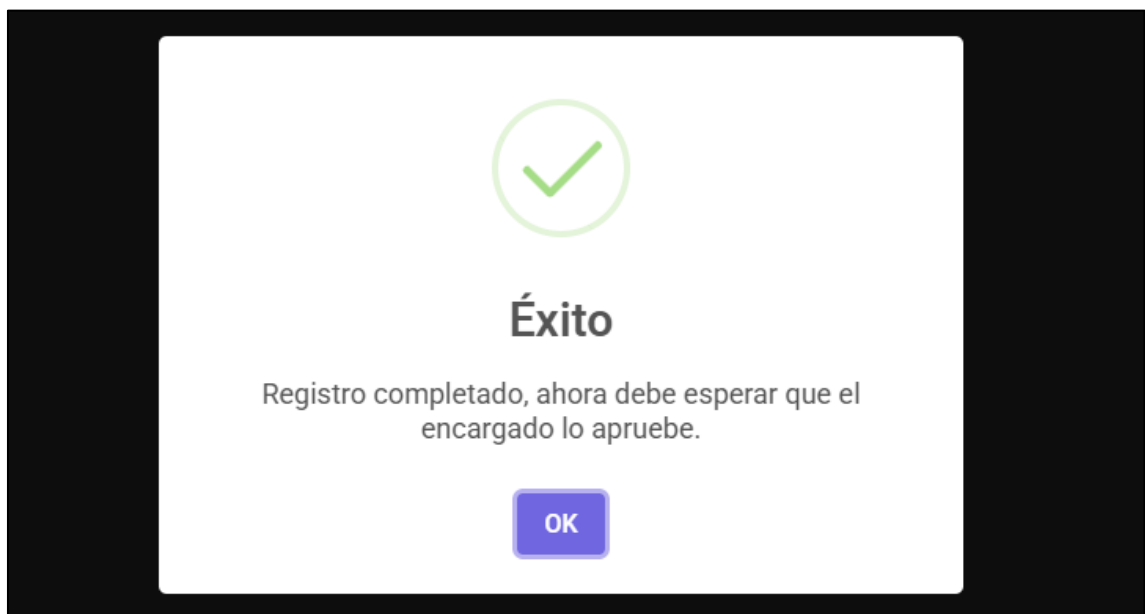 Éxito
Registro completado, ahora debe esperar que el
encargado lo apruebe.
OK